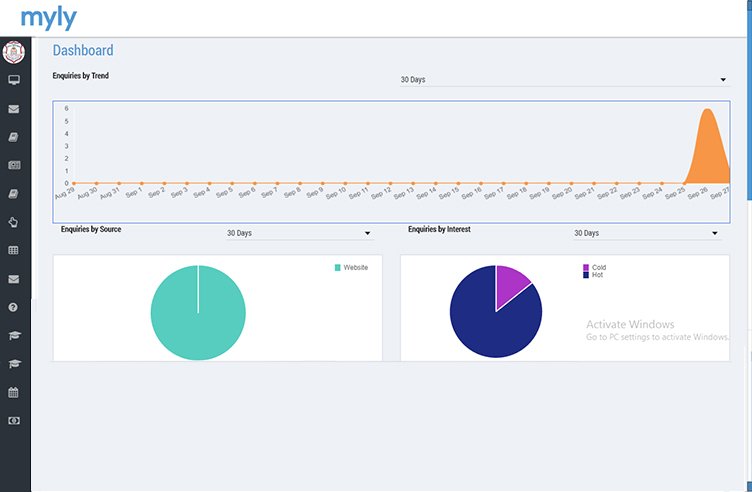 myly
Dashboard
Enquiries by Trend
30 Days
6
5
4
3
2
1
0
Aug 29
Aug 30
Aug 31
Sep 1
Sep 2
Sep 3
Sep 4
Sep 5
Sep 6
Sep 7
Sep 8
Sep 9
Sep 10
Sep 11
Sep 12
Sep 13
Sep 14
Sep 15
Sep 16
Sep 17
Sep 18
Sep 19
Sep 20
Sep 21
Sep 22
Sep 23
Sep 24
Sep 25
Sep 26
Sep 27
Enquiries by Source
30 Days
Enquiries by Interest
30 Days
Website
Cold
Hot
Activate Windows
Go to PC settings to activate Windows.